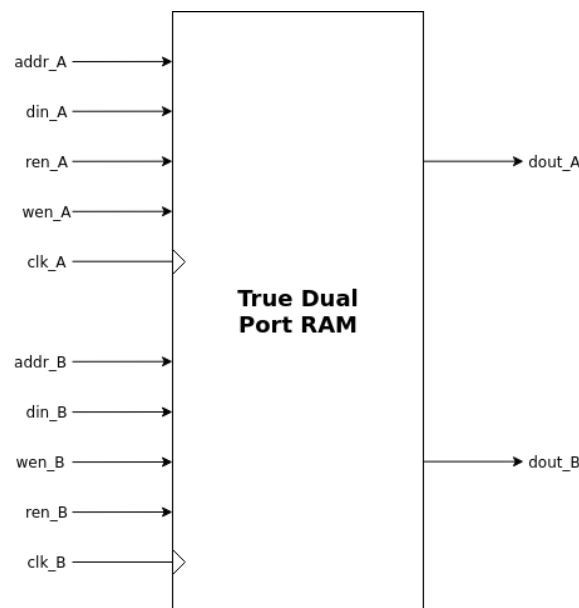 addr_A
din_A
ren_A
dout_A
wen_A
clk_A
True Dual
Port RAM
addr_B
din_B
wen_B
dout_B
ren_B
clk_B